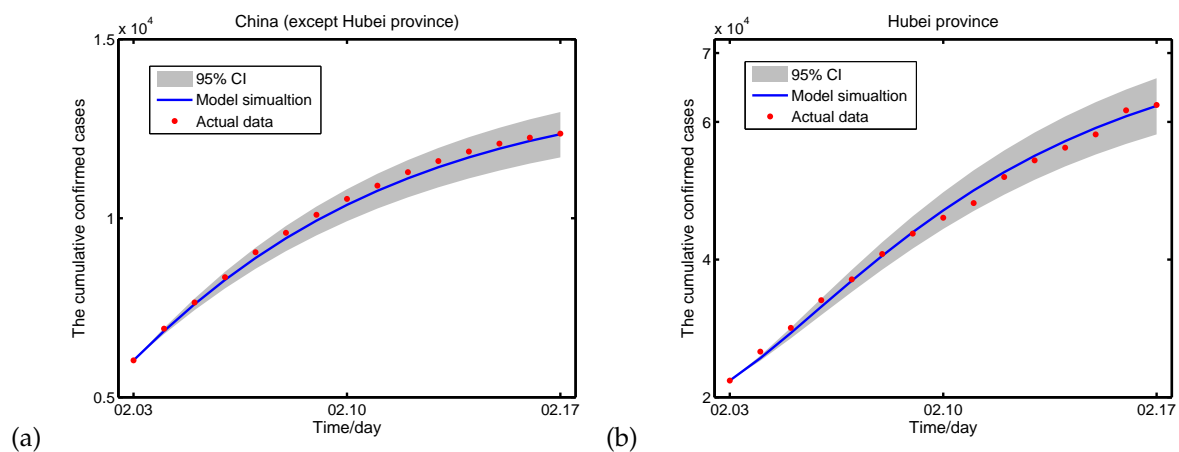 China (except Hubei province)
x 10^4
1.5
1
0.5
The cumulative confirmed cases
95% CI
Model simualtion
Actual data
02.03
02.10
02.17
Time/day
(a)
Hubei province
x 10^4
7
6
4
2
The cumulative confirmed cases
95% CI
Model simualtion
Actual data
02.03
02.10
02.17
Time/day
(b)